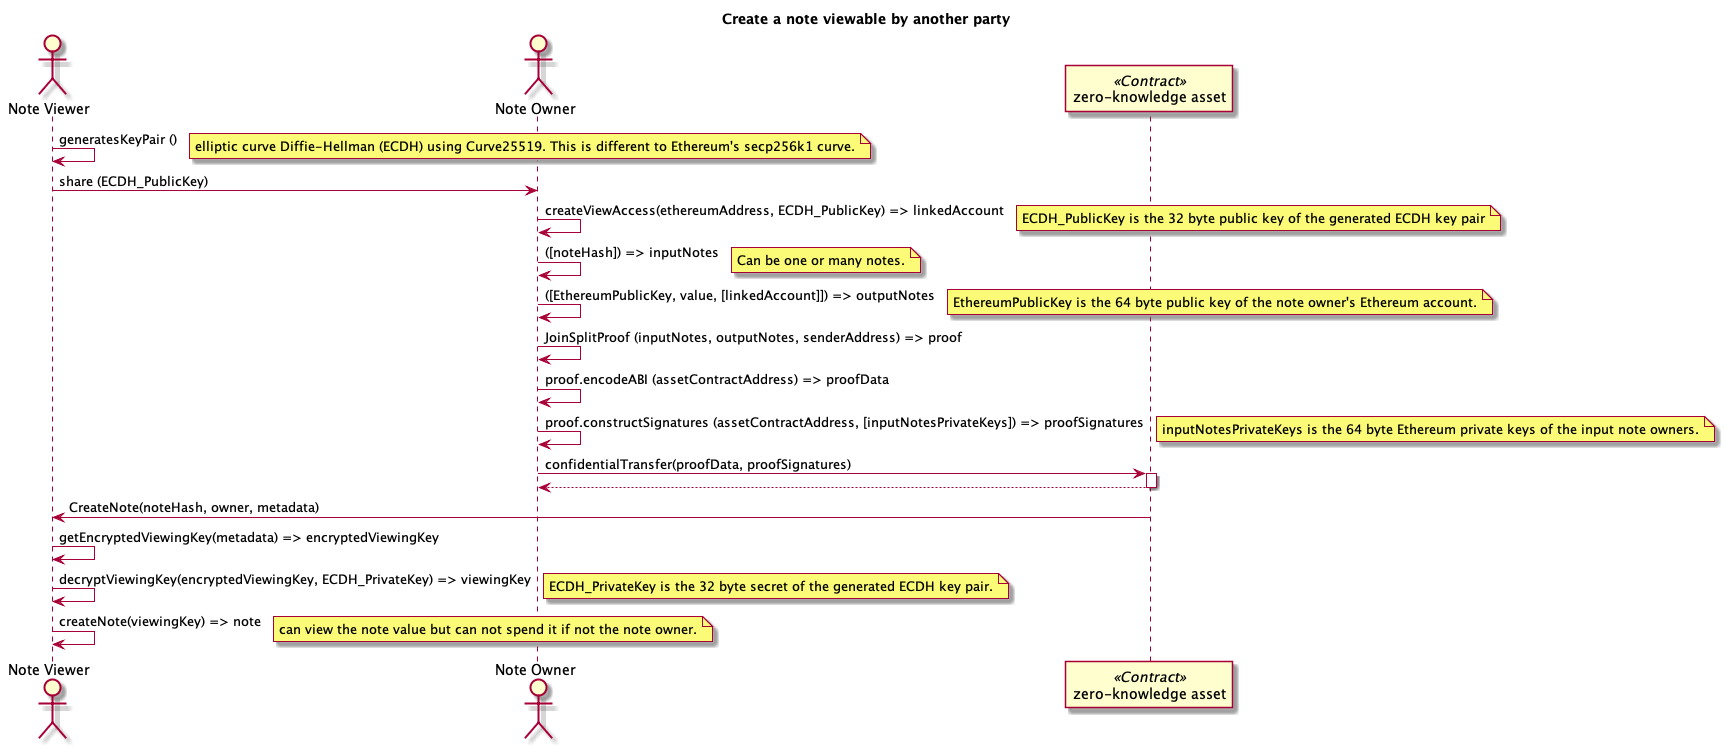 Create a note viewable by another party
Note Viewer
Note Owner
«Contract»
zero-knowledge asset
generatesKeyPair ()
elliptic curve Diffie-Hellman (ECDH) using Curve25519. This is different to Ethereum's secp256k1 curve.
share (ECDH_PublicKey)
createViewAccess(ethereumAddress, ECDH_PublicKey) => linkedAccount
ECDH_PublicKey is the 32 byte public key of the generated ECDH key pair
([noteHash]) => inputNotes
Can be one or many notes.
([EthereumPublicKey, value, [linkedAccount]]) => outputNotes
EthereumPublicKey is the 64 byte public key of the note owner's Ethereum account.
JoinSplitProof (inputNotes, outputNotes, senderAddress) => proof
proof.encodeABI (assetContractAddress) => proofData
proof.constructSignatures (assetContractAddress, [inputNotesPrivateKeys]) => proofSignatures
inputNotesPrivateKeys is the 64 byte Ethereum private keys of the input note owners.
confidentialTransfer(proofData, proofSignatures)
CreateNote(noteHash, owner, metadata)
getEncryptedViewingKey(metadata) => encryptedViewingKey
decryptViewingKey(encryptedViewingKey, ECDH_PrivateKey) => viewingKey
ECDH_PrivateKey is the 32 byte secret of the generated ECDH key pair.
createNote(viewingKey) => note
can view the note value but can not spend it if not the note owner.
Note Viewer
Note Owner
«Contract»
zero-knowledge asset